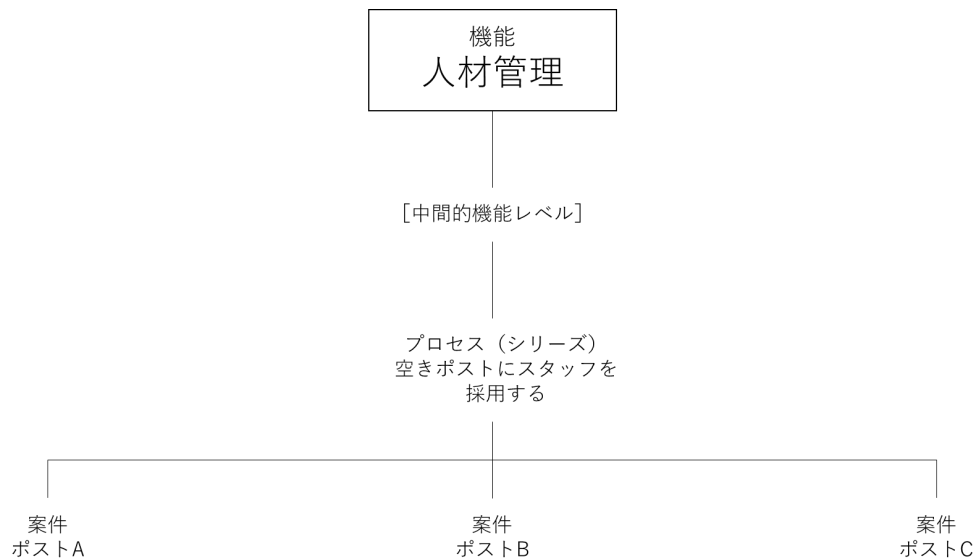 機能
人材管理
[中間的機能レベル]
プロセス（シリーズ）
空きポストにスタッフを
採用する
案件
ポストA
案件
ポストB
案件
ポストC